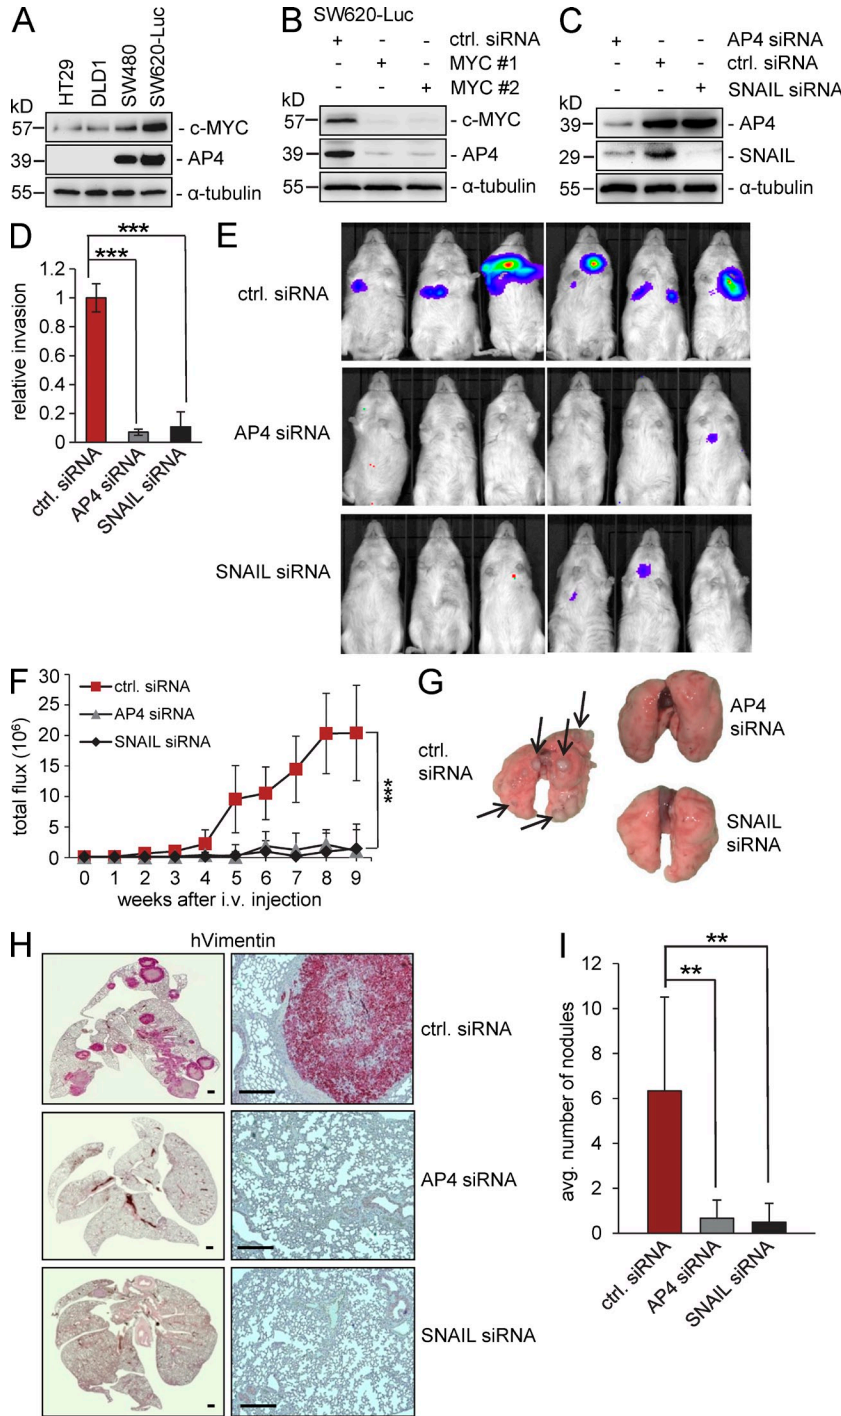 A
HT29
DLD1
SW480
SW620-Luc
kD
57
- c-MYC
39
- AP4
55
- α-tubulin
B
SW620-Luc
+ - - ctrl. siRNA
- + - MYC #1
- - + MYC #2
kD
57
- c-MYC
39
- AP4
55
- α-tubulin
C
+ - - AP4 siRNA
- + - ctrl. siRNA
- - + SNAIL siRNA
kD
39
- AP4
29
- SNAIL
55
- α-tubulin
D
***
***
relative invasion
1.2
1
0.8
0.6
0.4
0.2
0
ctrl. siRNA
AP4 siRNA
SNAIL siRNA
E
ctrl. siRNA
AP4 siRNA
SNAIL siRNA
F
total flux (10⁶)
30
25
20
15
10
5
0
ctrl. siRNA
AP4 siRNA
SNAIL siRNA
***
0 1 2 3 4 5 6 7 8 9
weeks after i.v. injection
G
ctrl.
siRNA
AP4
siRNA
SNAIL
siRNA
H
hVimentin
ctrl. siRNA
AP4 siRNA
SNAIL siRNA
I
**
**
avg. number of nodules
12
10
8
6
4
2
0
ctrl. siRNA
AP4 siRNA
SNAIL siRNA